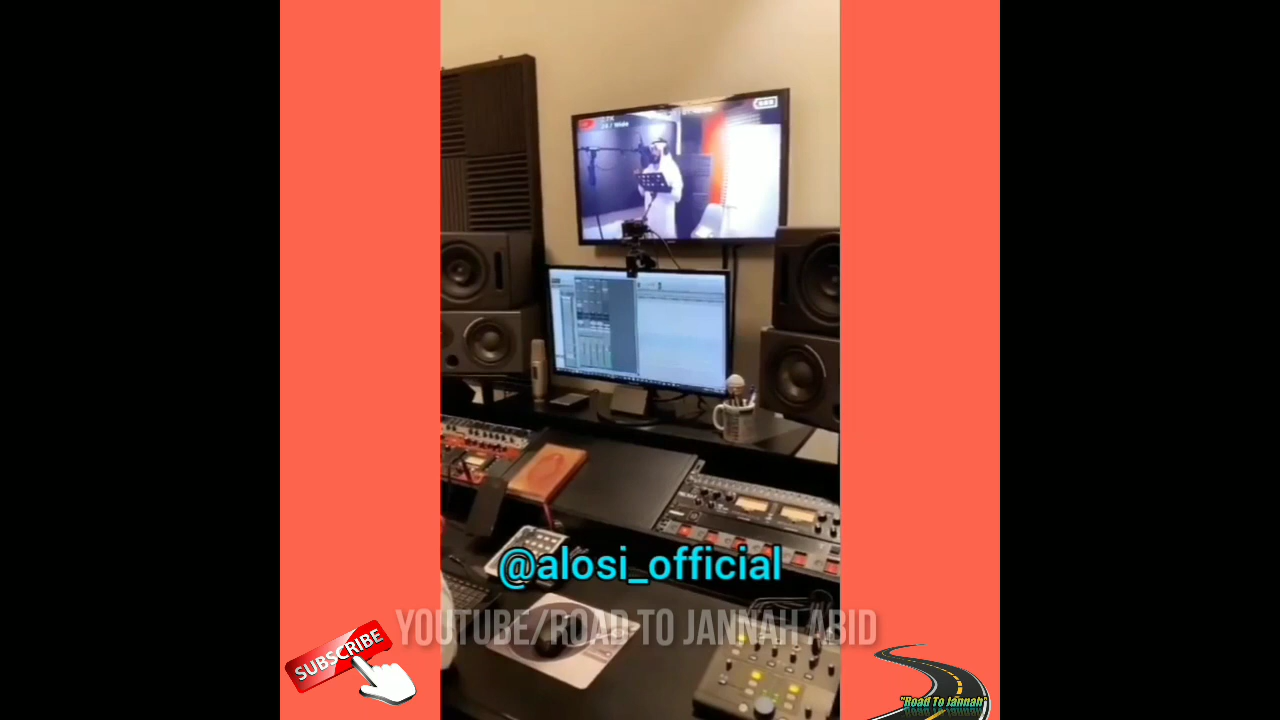 @alosi_official
YOUTUBE/ROAD TO JANNAH ABID
SUBSCRIBE
"Road To Jannah"